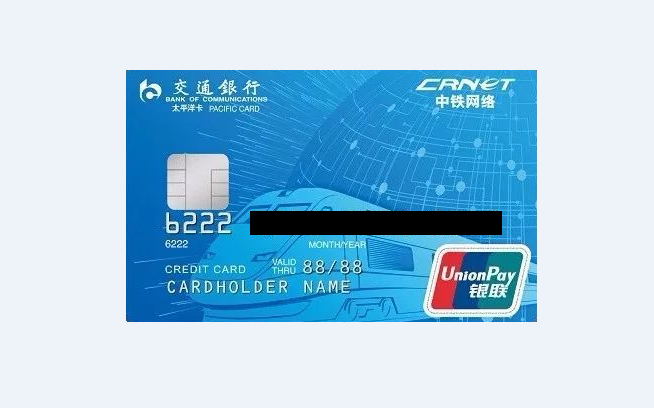 交通銀行
BANK OF COMMUNICATIONS
太平洋卡 PACIFIC CARD
CRNET
中铁网络
6222
6222
MONTH/YEAR
CREDIT CARD VALID THRU 88/88
CARDHOLDER NAME
UnionPay
银联